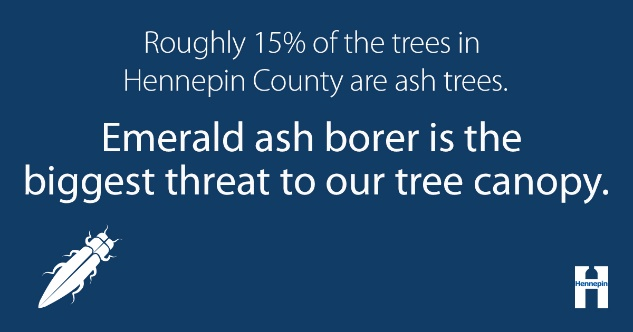 Roughly 15% of the trees in
Hennepin County are ash trees.
Emerald ash borer is the
biggest threat to our tree canopy.
Hennepin